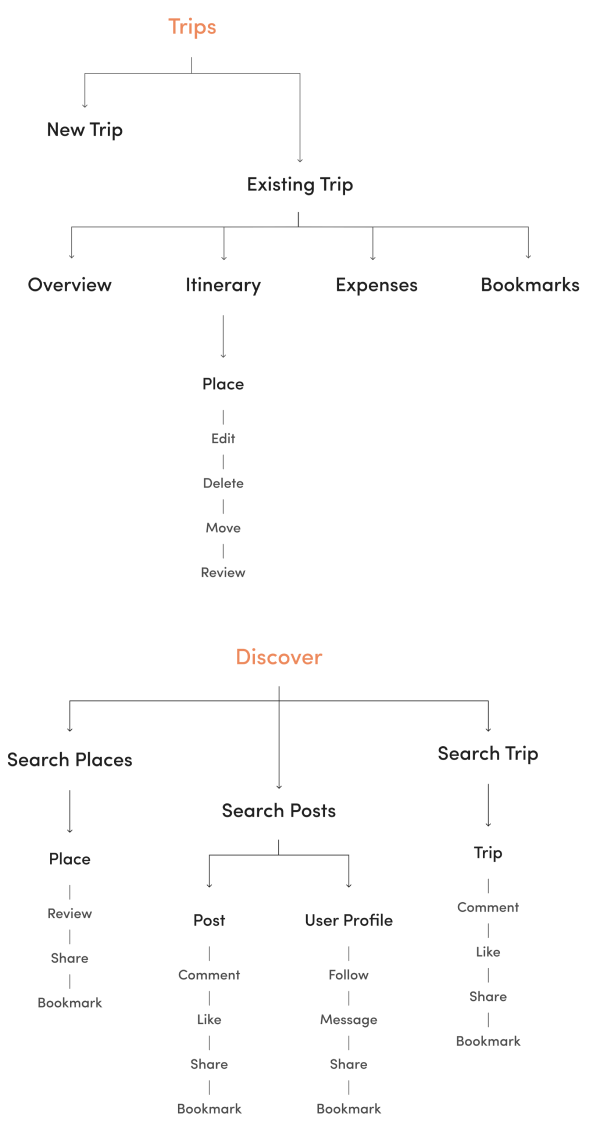 Trips
New Trip
Existing Trip
Overview
Itinerary
Expenses
Bookmarks
Place
Edit
Delete
Move
Review
Discover
Search Places
Place
Review
Share
Bookmark
Search Posts
Post
Comment
Like
Share
Bookmark
User Profile
Follow
Message
Share
Bookmark
Search Trip
Trip
Comment
Like
Share
Bookmark